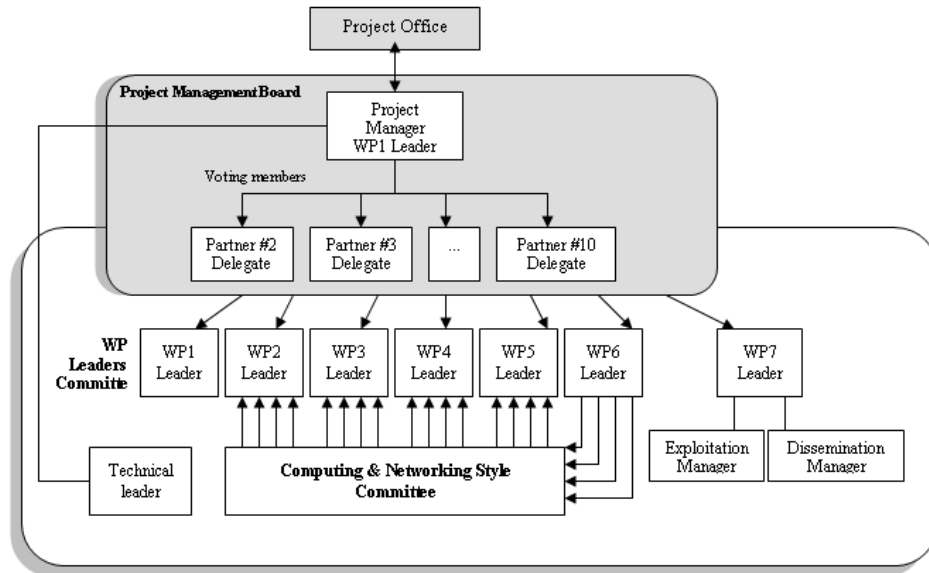 Project Office
Project Management Board
Project
Manager
WP1 Leader
Voting members
Partner #2
Delegate
Partner #3
Delegate
...
Partner #10
Delegate
WP
Leaders
Committe
WP1
Leader
WP2
Leader
WP3
Leader
WP4
Leader
WP5
Leader
WP6
Leader
WP7
Leader
Technical
leader
Computing & Networking Style
Committee
Exploitation
Manager
Dissemination
Manager